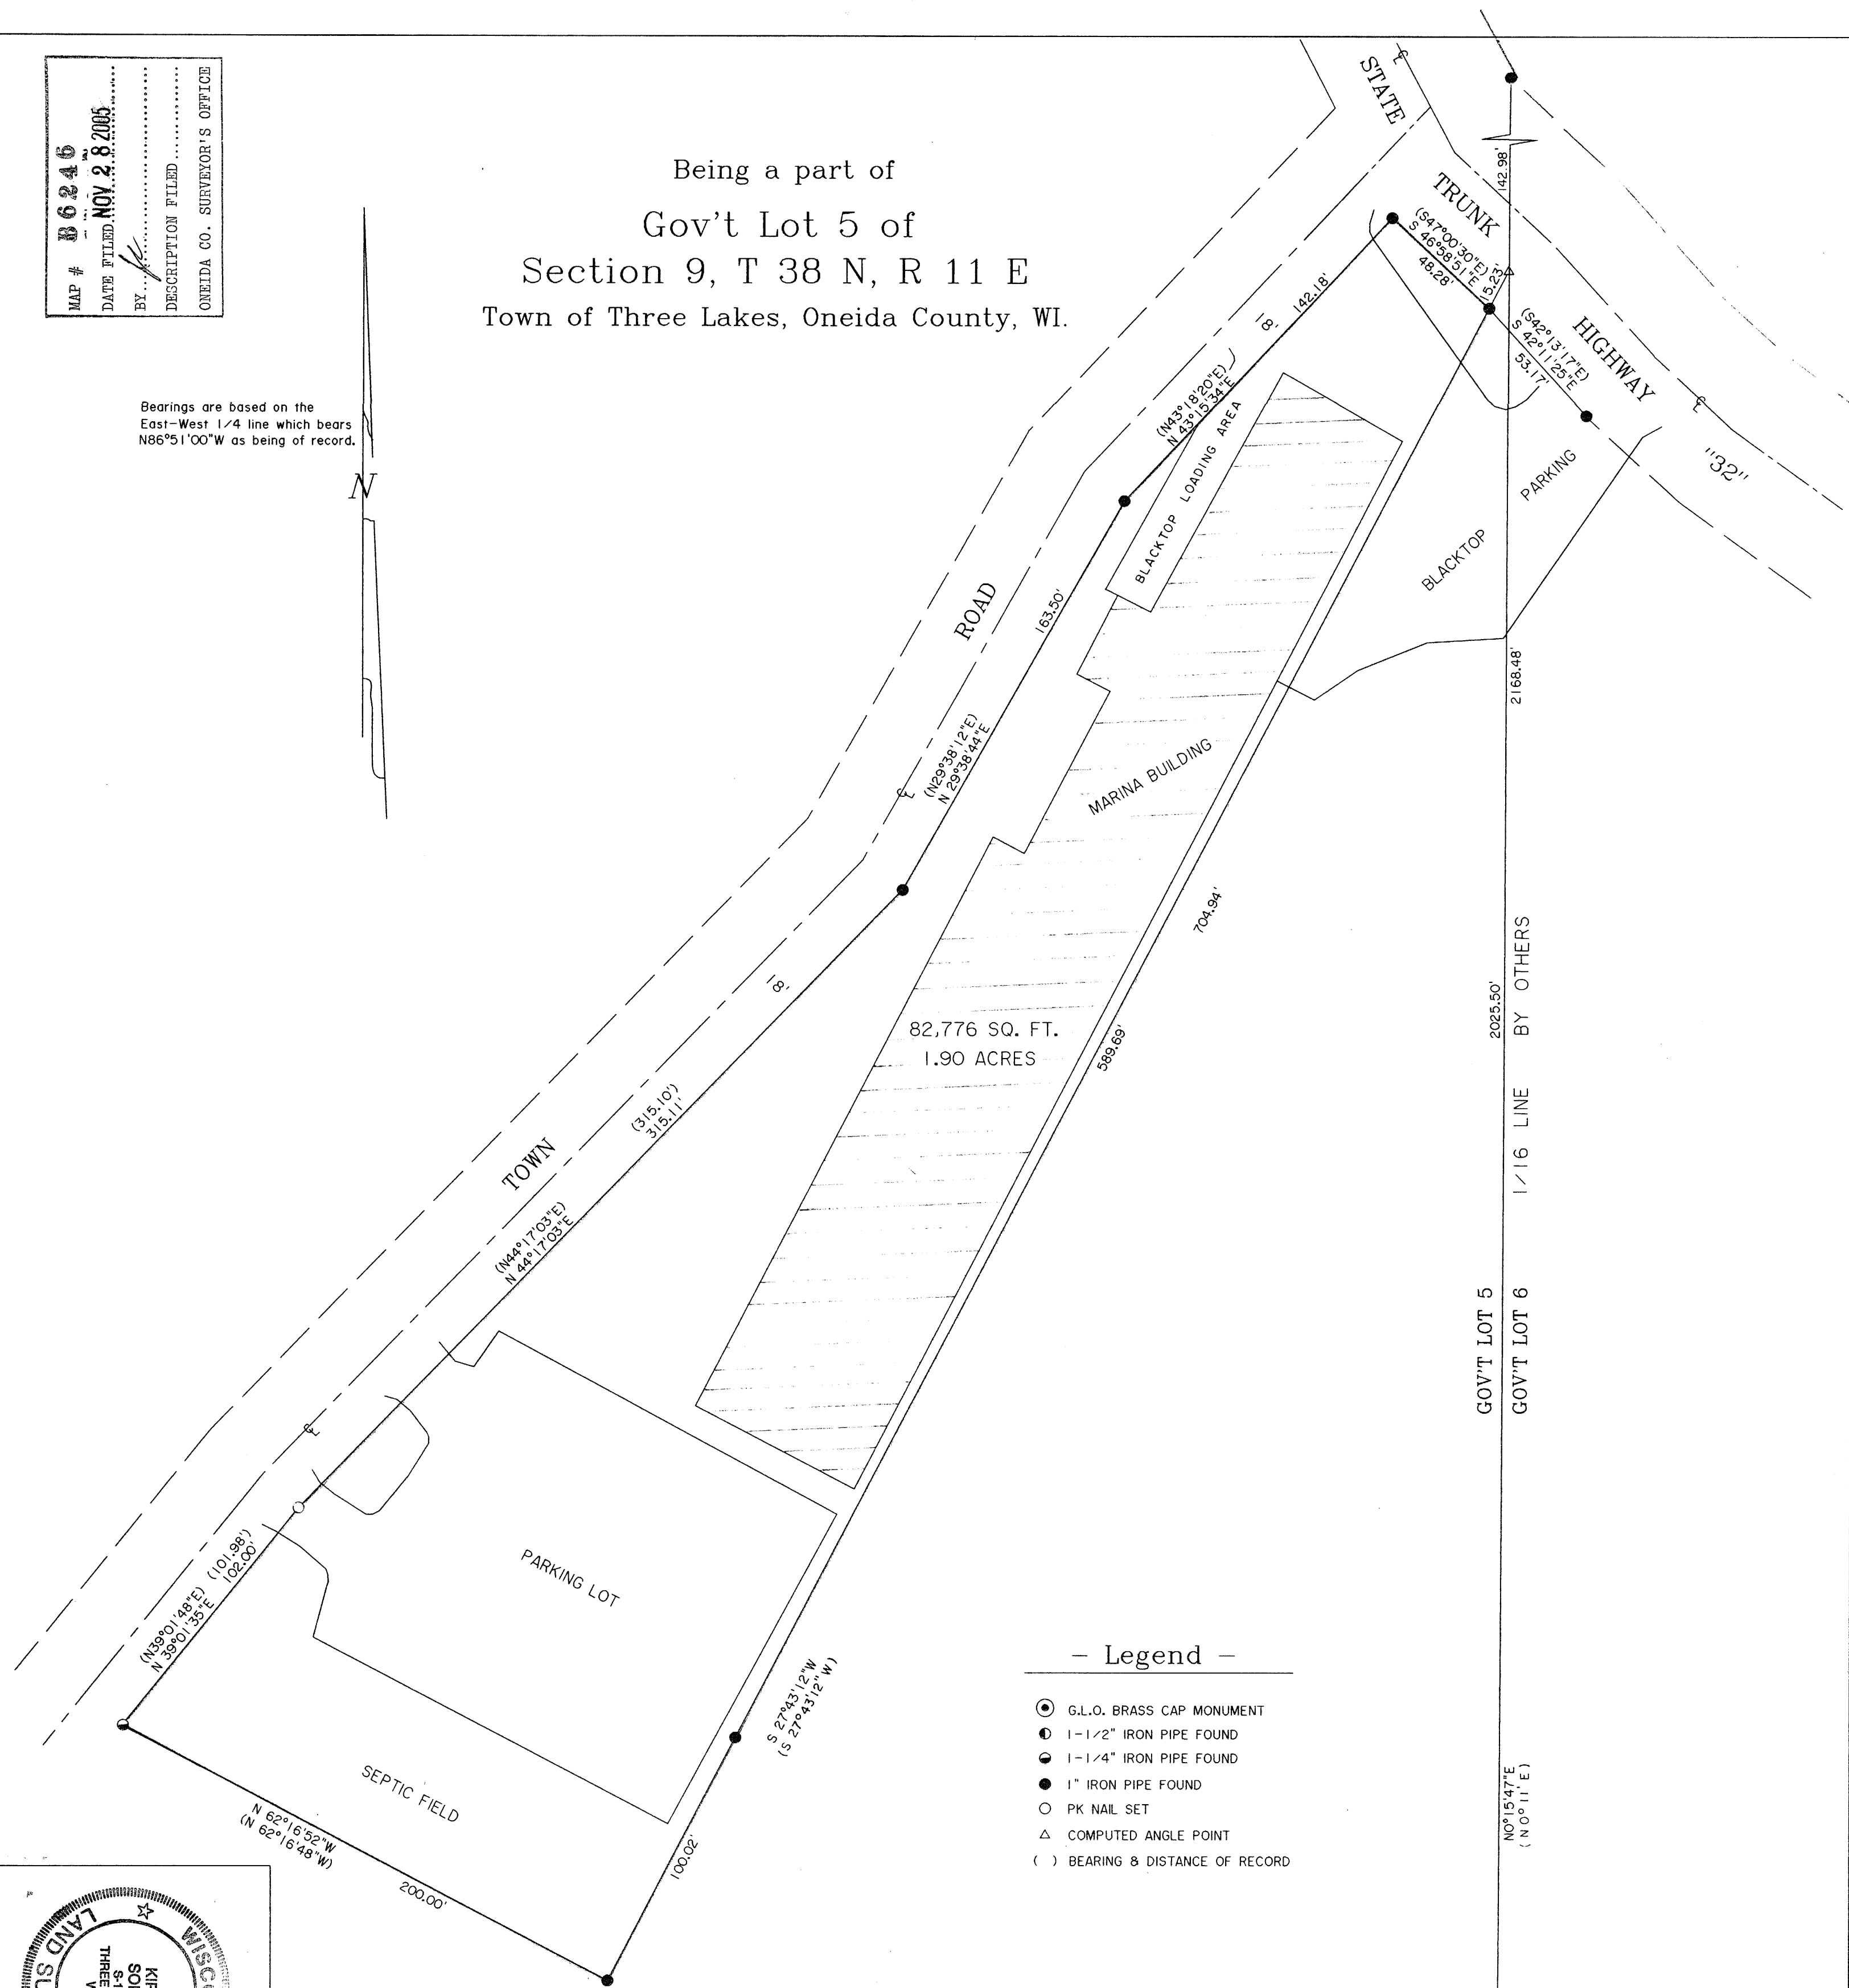 MAP # B6246
DATE FILED NOV 28 2005
BY
DESCRIPTION FILED
ONEIDA CO. SURVEYOR'S OFFICE
Being a part of
Gov't Lot 5 of
Section 9, T 38 N, R 11 E
Town of Three Lakes, Oneida County, WI.
Bearings are based on the
East-West 1/4 line which bears
N86°51'00"W as being of record.
N
STATE
TRUNK
HIGHWAY
"32"
℄
℄
142.98'
(S47°00'30"E)
S 46°58'51"E
48.28'
15.23'
(S42°13'17"E)
S 42°11'25"E
53.17'
142.18'
18'
(N43°18'20"E)
N 43°15'34"E
BLACKTOP LOADING AREA
PARKING
BLACKTOP
ROAD
163.50'
2168.48'
(N29°38'12"E)
N 29°38'44"E
℄
MARINA BUILDING
704.94'
18'
82,776 SQ. FT.
1.90 ACRES
589.69'
2025.50'
1/16 LINE BY OTHERS
(315.10')
315.11'
TOWN
(N44°17'03"E)
N 44°17'03"E
GOV'T LOT 5
GOV'T LOT 6
℄
(N39°01'48"E) (101.98')
N 39°01'35"E 102.00'
PARKING LOT
S 27°43'12"W
(S 27°43'12"W)
SEPTIC FIELD
N 62°16'52"W
(N 62°16'48"W)
200.00'
100.02'
N0°15'47"E
(N0°11'E)
- Legend -
G.L.O. BRASS CAP MONUMENT
1-1/2" IRON PIPE FOUND
1-1/4" IRON PIPE FOUND
1" IRON PIPE FOUND
PK NAIL SET
COMPUTED ANGLE POINT
( ) BEARING & DISTANCE OF RECORD
WISC
LAND SU
KIR
SO
S-1
THREE